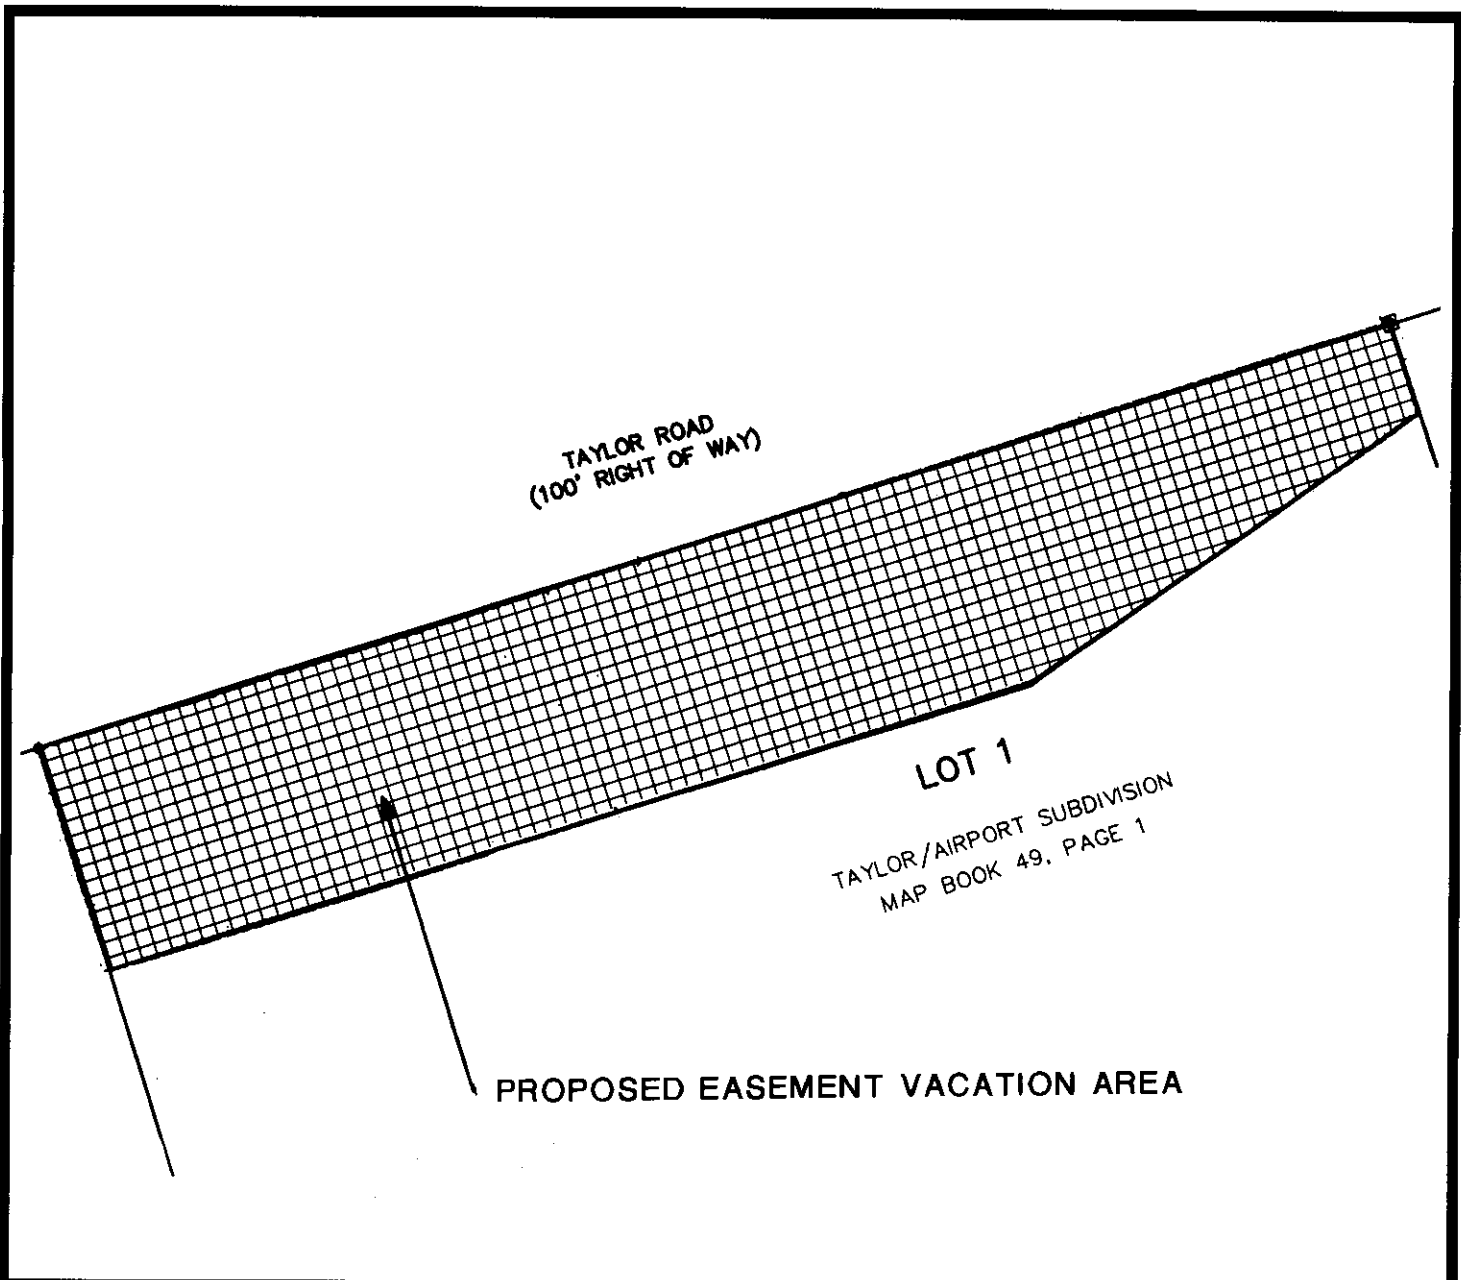 TAYLOR ROAD
(100' RIGHT OF WAY)
LOT 1
TAYLOR/AIRPORT SUBDIVISION
MAP BOOK 49, PAGE 1
PROPOSED EASEMENT VACATION AREA